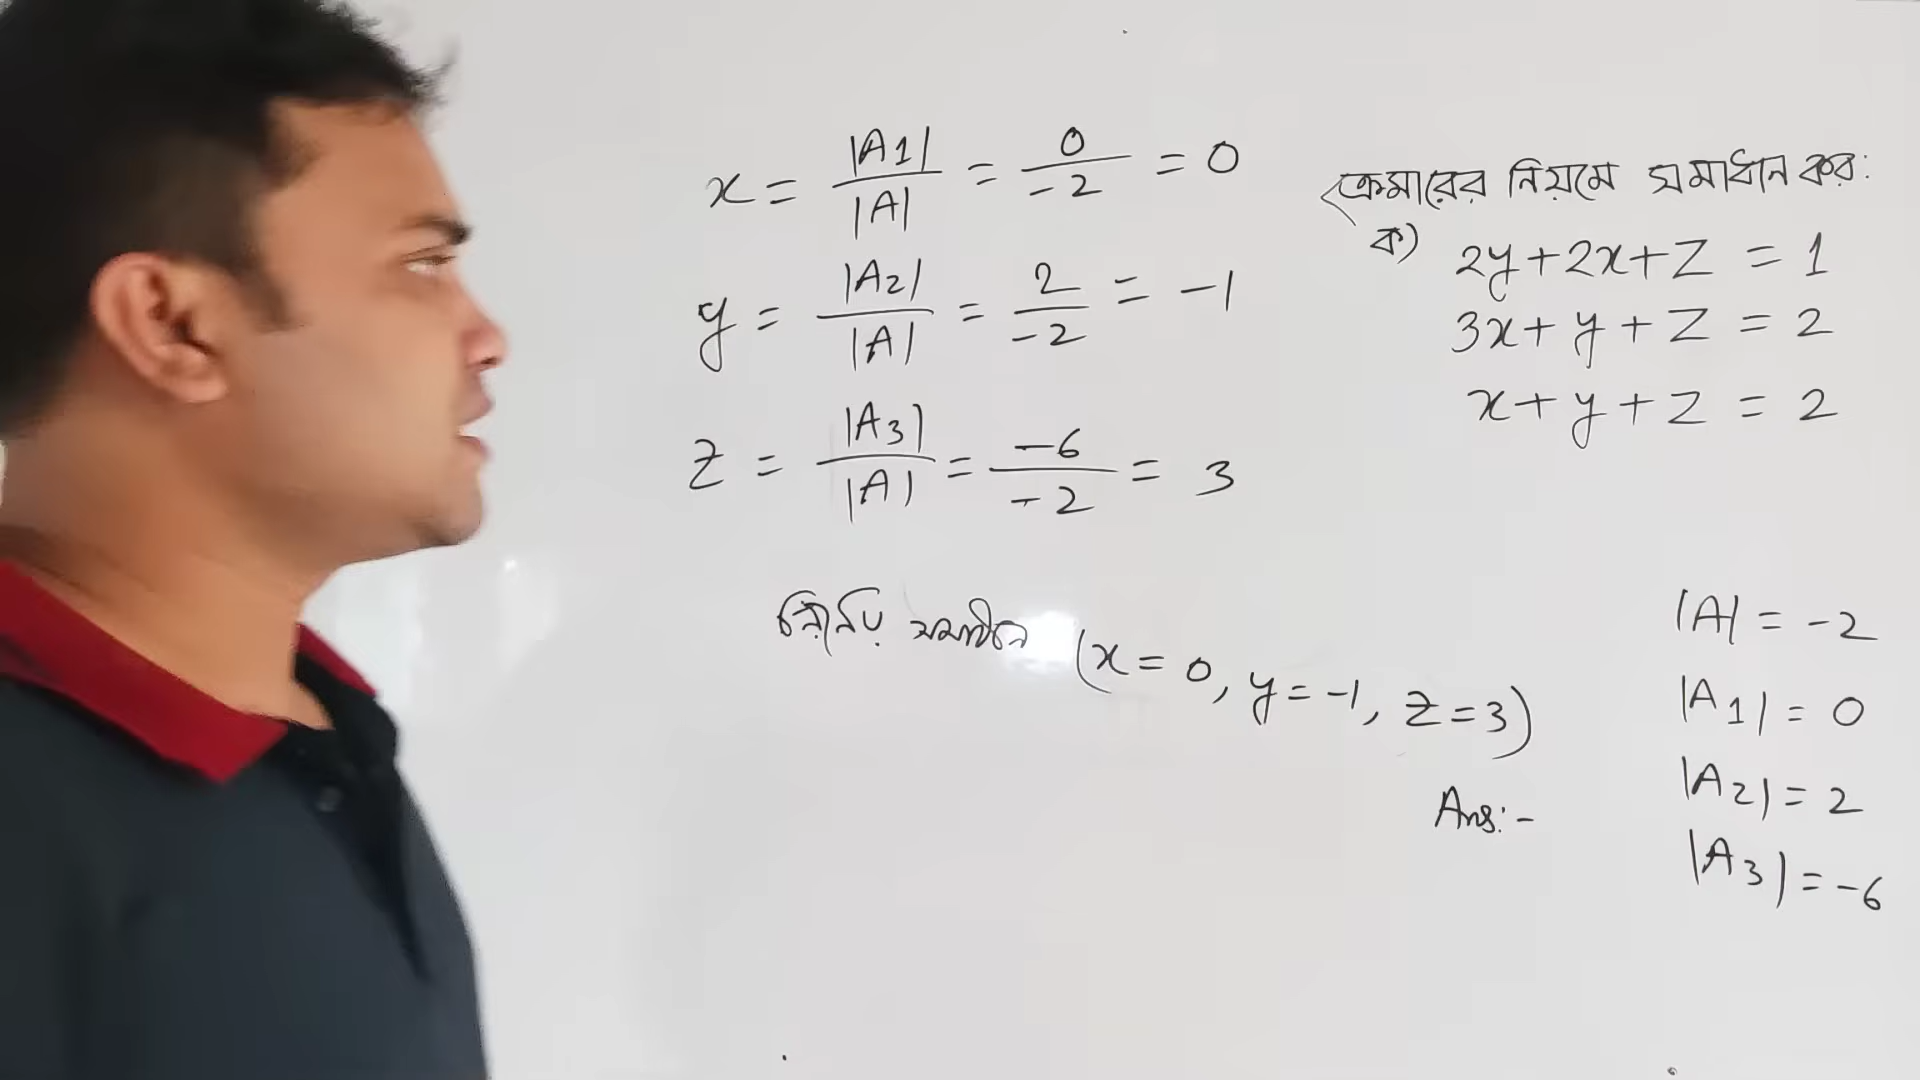 x = |A1| / |A| = 0 / -2 = 0
y = |A2| / |A| = 2 / -2 = -1
z = |A3| / |A| = -6 / -2 = 3
(x = 0, y = -1, z = 3)
Ans:-
ক্রেমারের নিয়মে সমাধান কর:
ক) 2y+2x+z = 1
3x+y+z = 2
x+y+z = 2
|A| = -2
|A1| = 0
|A2| = 2
|A3| = -6